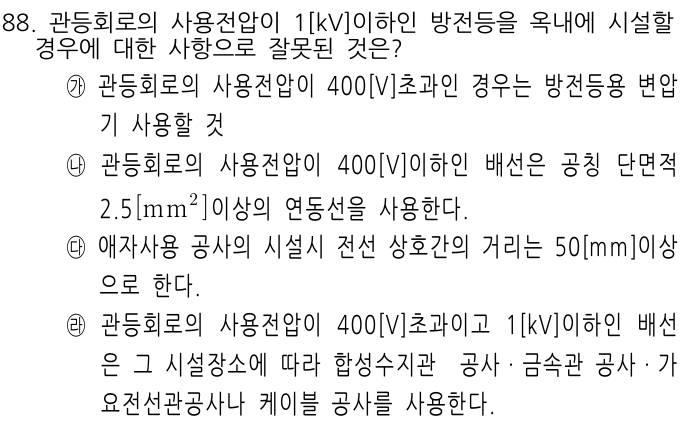 88. 관등회로의 사용전압이 1[kV]이하인 방전등을 옥내에 시설할
경우에 대한 사항으로 잘못된 것은?
㉮ 관등회로의 사용전압이 400[V]초과인 경우는 방전등용 변압
기 사용할 것
㉯ 관등회로의 사용전압이 400[V]이하인 배선은 공칭 단면적
2.5[mm²]이상의 연동선을 사용한다.
㉰ 애자사용 공사의 시설시 전선 상호간의 거리는 50[mm]이상
으로 한다.
㉱ 관등회로의 사용전압이 400[V]초과이고 1[kV]이하인 배선
은 그 시설장소에 따라 합성수지관 공사·금속관 공사·가
요전선관공사나 케이블 공사를 사용한다.